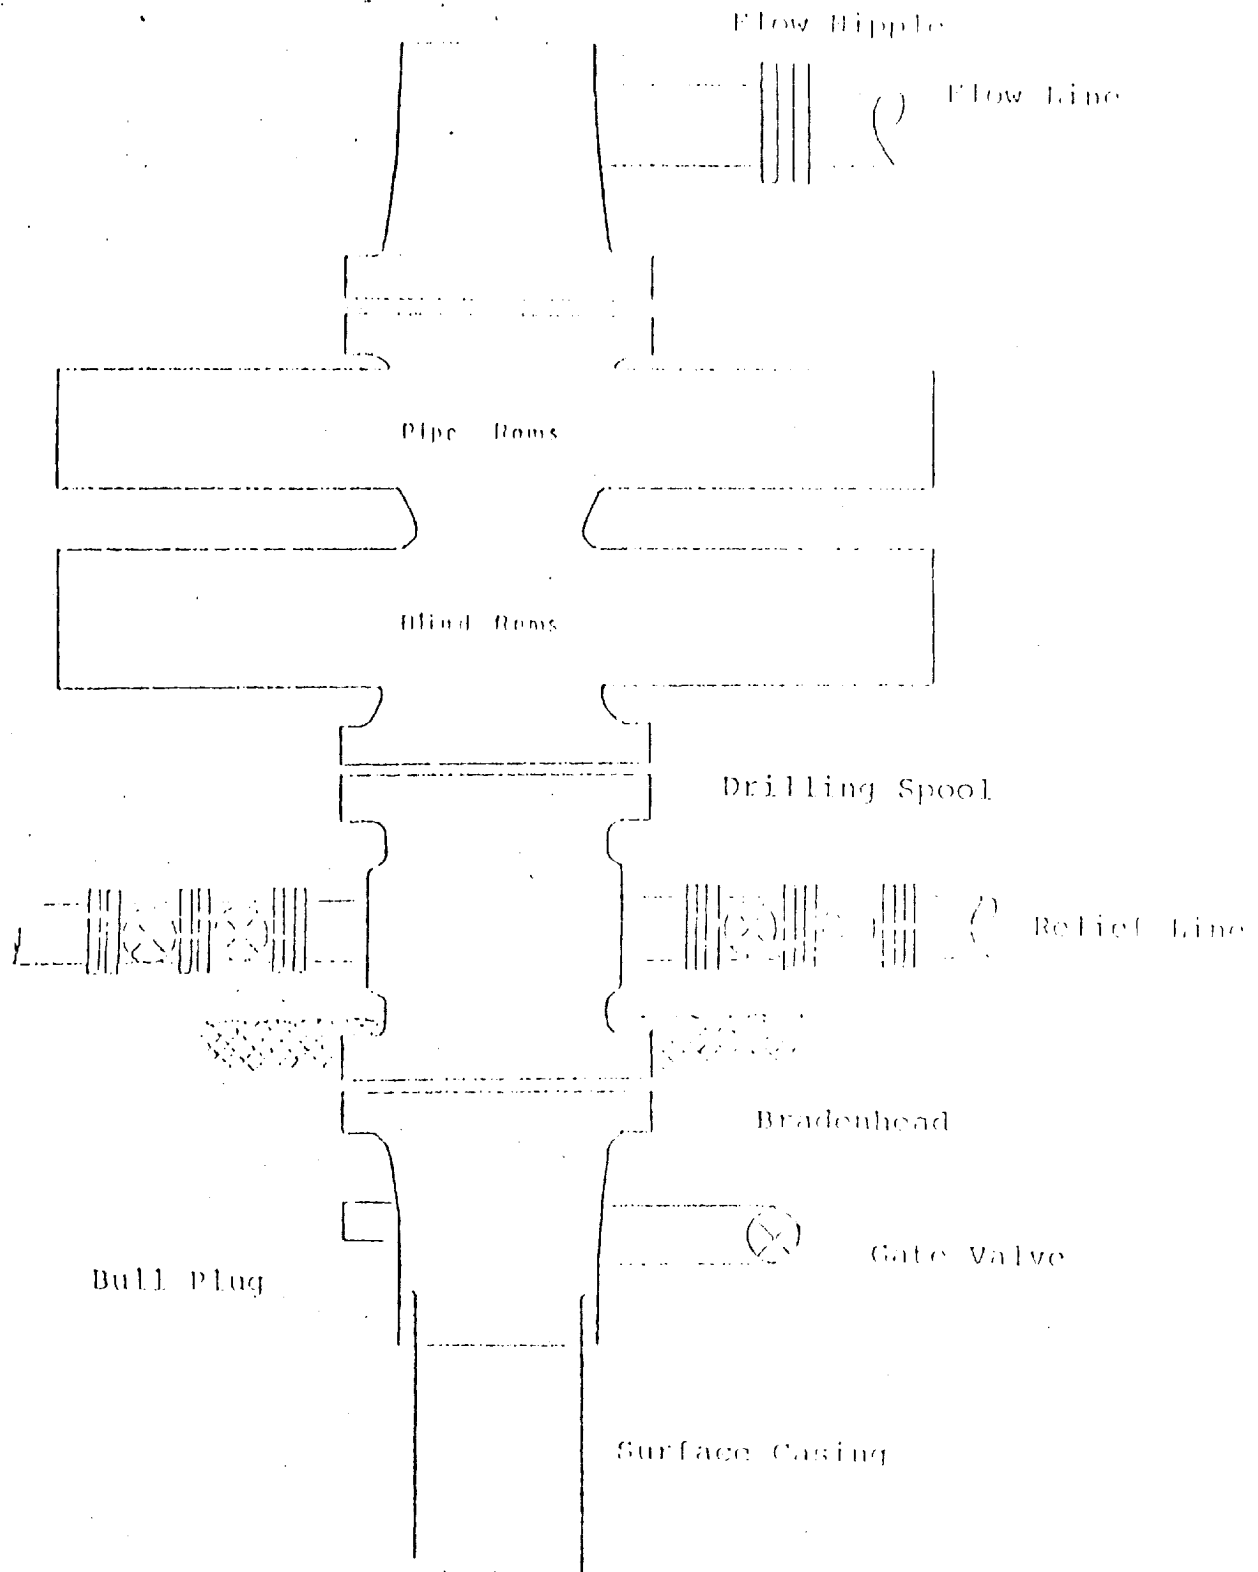 Flow Nipple
Flow Line
Pipe Rams
Blind Rams
Drilling Spool
Relief Line
Bradenhead
Gate Valve
Bull Plug
Surface Casing